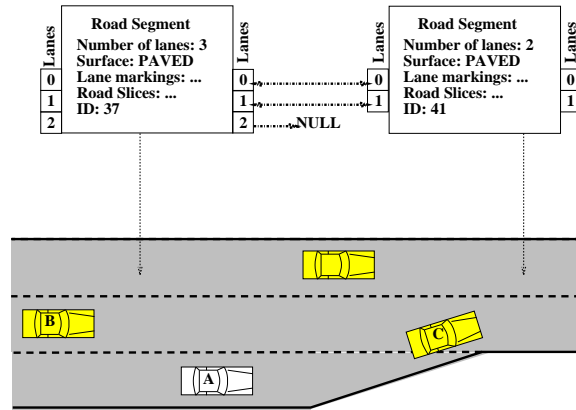 Lanes
Road Segment
Number of lanes: 3
Surface: PAVED
Lane markings: ...
Road Slices: ...
ID: 37
0
1
2
Lanes
0
1
2
NULL
Lanes
0
1
Road Segment
Number of lanes: 2
Surface: PAVED
Lane markings: ...
Road Slices: ...
ID: 41
Lanes
0
1
B
C
A